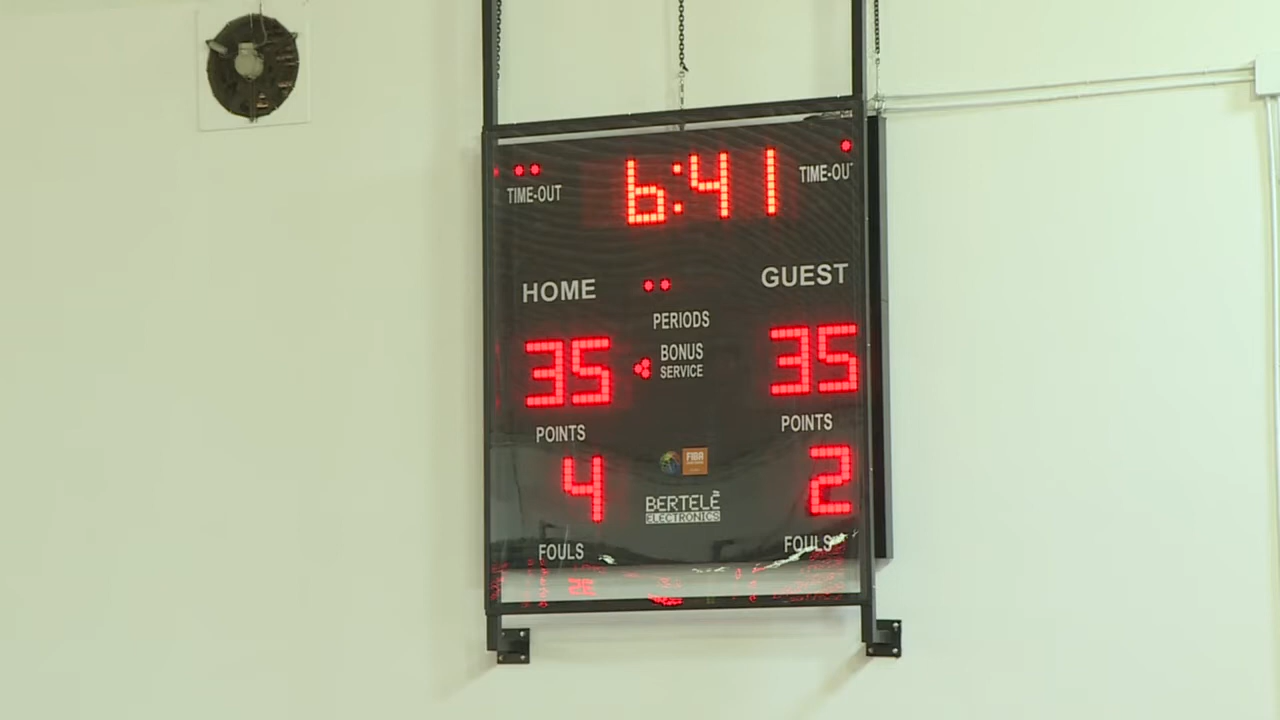 6:41
TIME-OUT
TIME-OUT
HOME
GUEST
PERIODS
35
BONUS
SERVICE
35
POINTS
POINTS
FIBA
4
2
BERTELÈ
ELECTRONICS
FOULS
FOULS